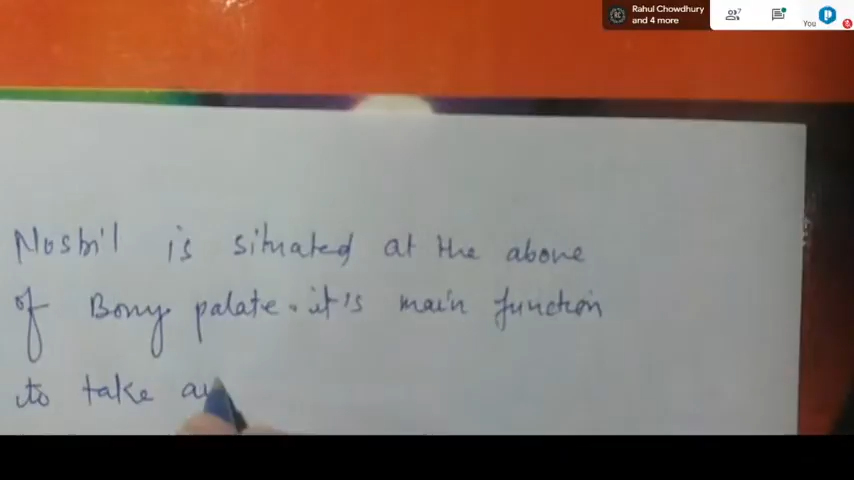 Rahul Chowdhury
and 4 more
7
You
Nostril is situated at the above
of Bony palate. it's main function
to take